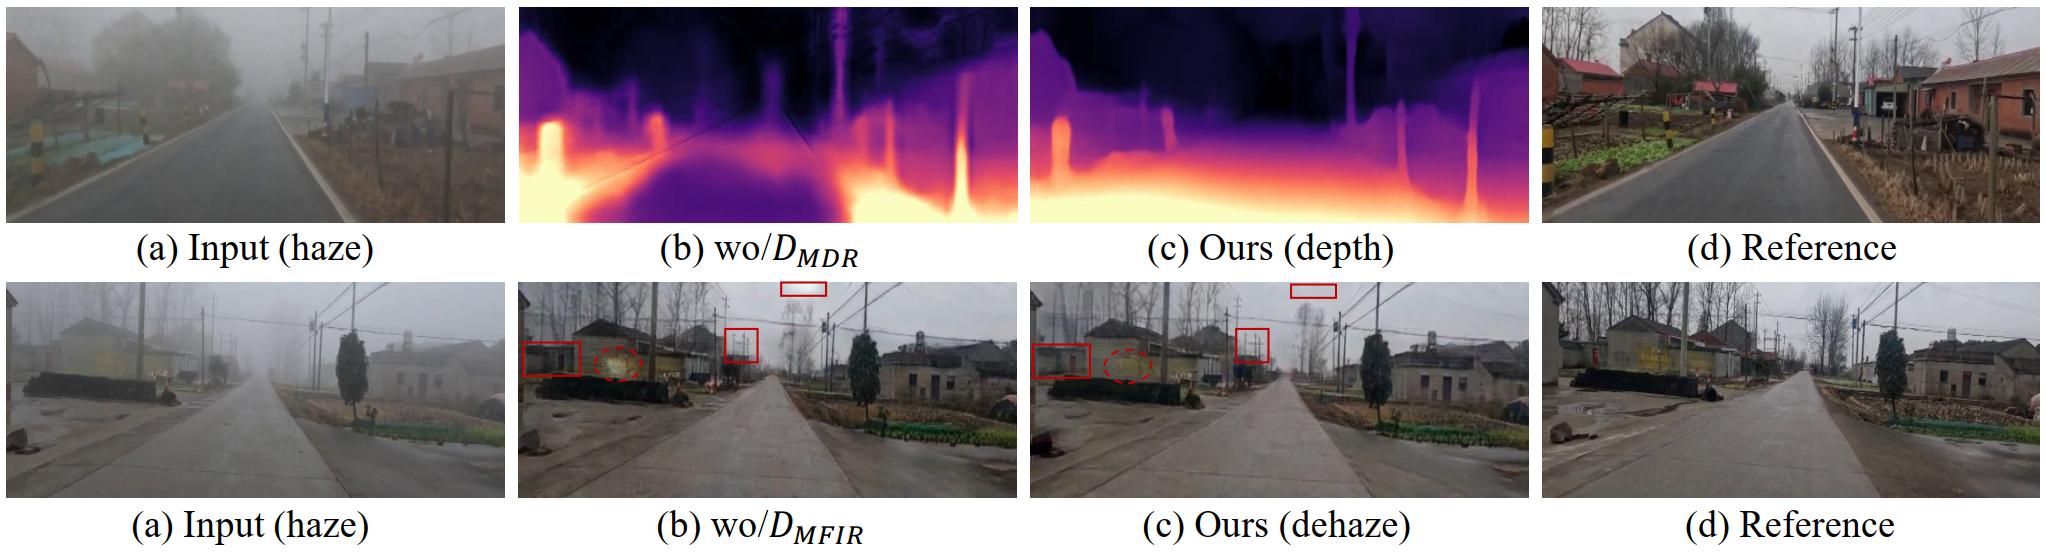 (a) Input (haze)
(b) wo/D_MDR
(c) Ours (depth)
(d) Reference
(a) Input (haze)
(b) wo/D_MFIR
(c) Ours (dehaze)
(d) Reference